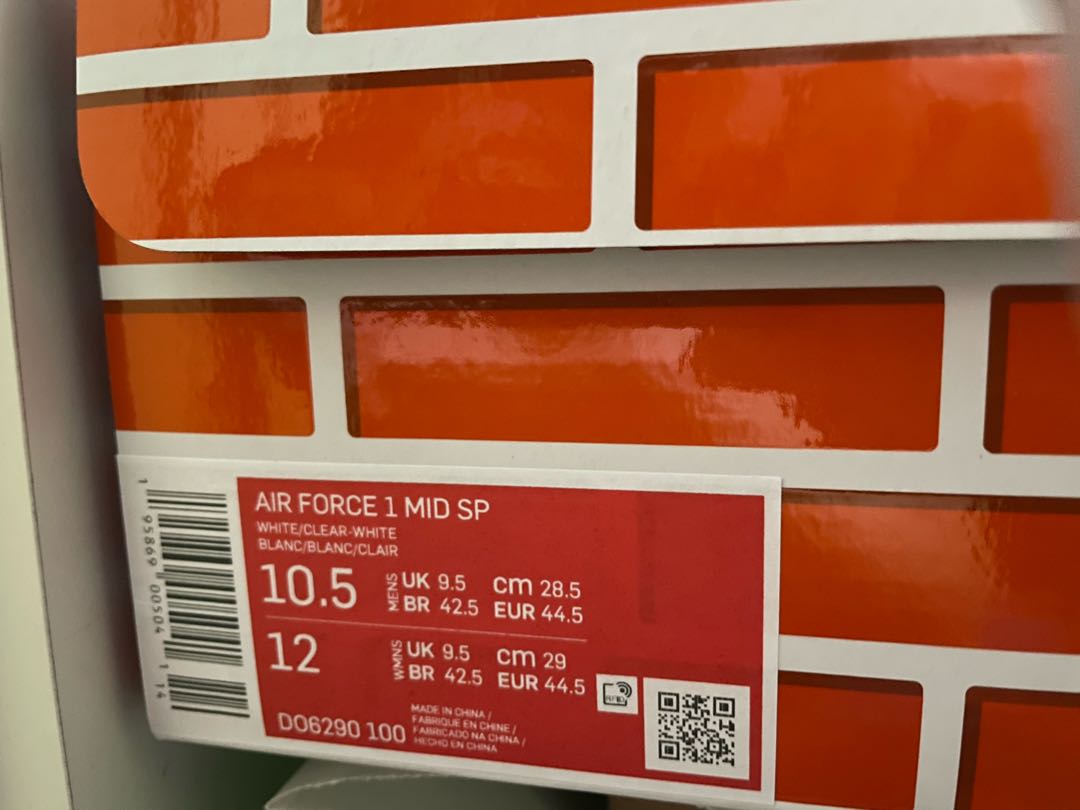 AIR FORCE 1 MID SP
WHITE/CLEAR-WHITE
BLANC/BLANC/CLAIR
10.5 MENS UK 9.5 cm 28.5
BR 42.5 EUR 44.5
12 WMNS UK 9.5 cm 29
BR 42.5 EUR 44.5
RFID
DO6290 100
MADE IN CHINA /
FABRIQUE EN CHINE /
FABRICADO NA CHINA /
HECHO EN CHINA
1 95869 00504 1 14